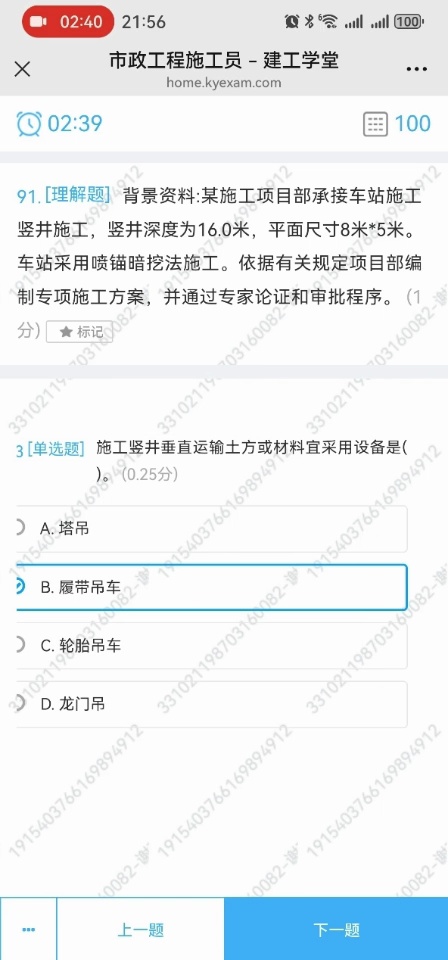 02:40 21:56 6 100
市政工程施工员 - 建工学堂
home.kyexam.com
02:39 100
91. [理解题] 背景资料:某施工项目部承接车站施工
竖井施工，竖井深度为16.0米，平面尺寸8米*5米。
车站采用喷锚暗挖法施工。依据有关规定项目部编
制专项施工方案，并通过专家论证和审批程序。 (1
分) ★ 标记
3 [单选题] 施工竖井垂直运输土方或材料宜采用设备是(
)。 (0.25分)
A. 塔吊
B. 履带吊车
C. 轮胎吊车
D. 龙门吊
上一题 下一题